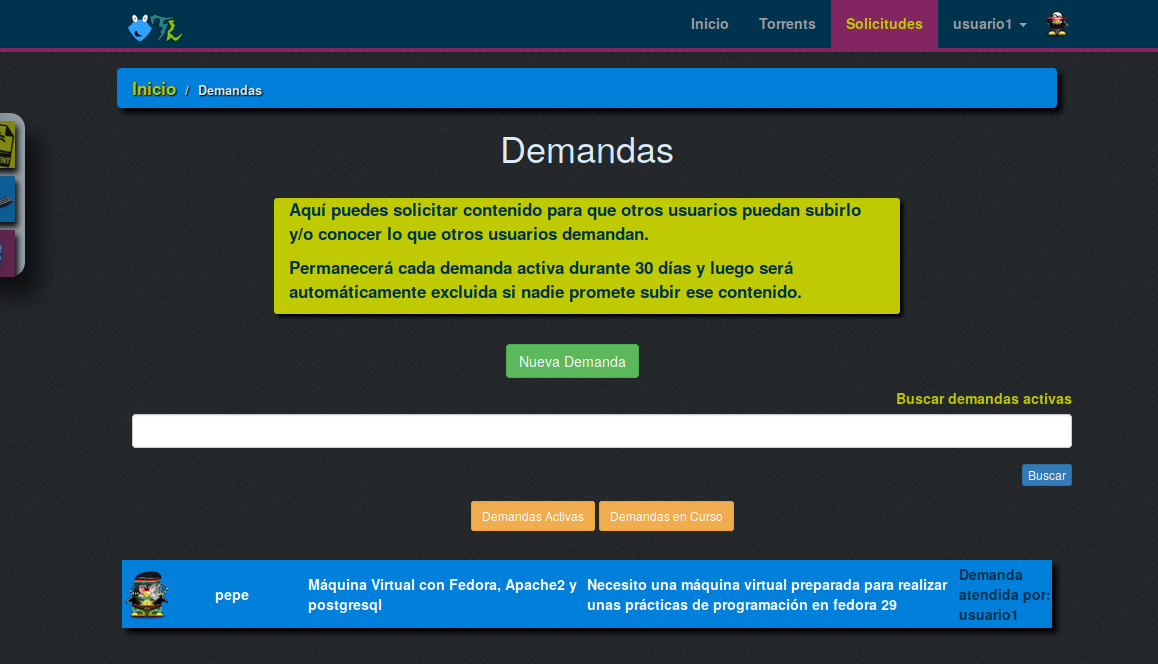 Inicio Torrents Solicitudes usuario1
Inicio / Demandas
Demandas
Aquí puedes solicitar contenido para que otros usuarios puedan subirlo
y/o conocer lo que otros usuarios demandan.
Permanecerá cada demanda activa durante 30 días y luego será
automáticamente excluida si nadie promete subir ese contenido.
Nueva Demanda
Buscar demandas activas
Buscar
Demandas Activas Demandas en Curso
pepe
Máquina Virtual con Fedora, Apache2 y
postgresql
Necesito una máquina virtual preparada para realizar
unas prácticas de programación en fedora 29
Demanda
atendida por:
usuario1